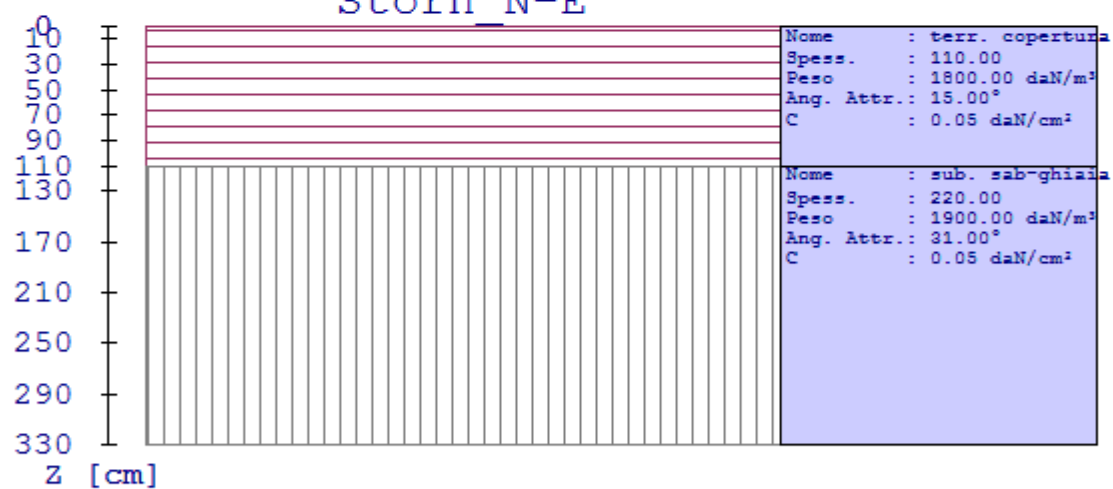 Storn_N-E
0
10
30
50
70
90
110
130
170
210
250
290
330
Z [cm]
Nome : terr. copertura
Spess. : 110.00
Peso : 1800.00 daN/m³
Ang. Attr.: 15.00°
C : 0.05 daN/cm²
Nome : sub. sab-ghiaia
Spess. : 220.00
Peso : 1900.00 daN/m³
Ang. Attr.: 31.00°
C : 0.05 daN/cm²